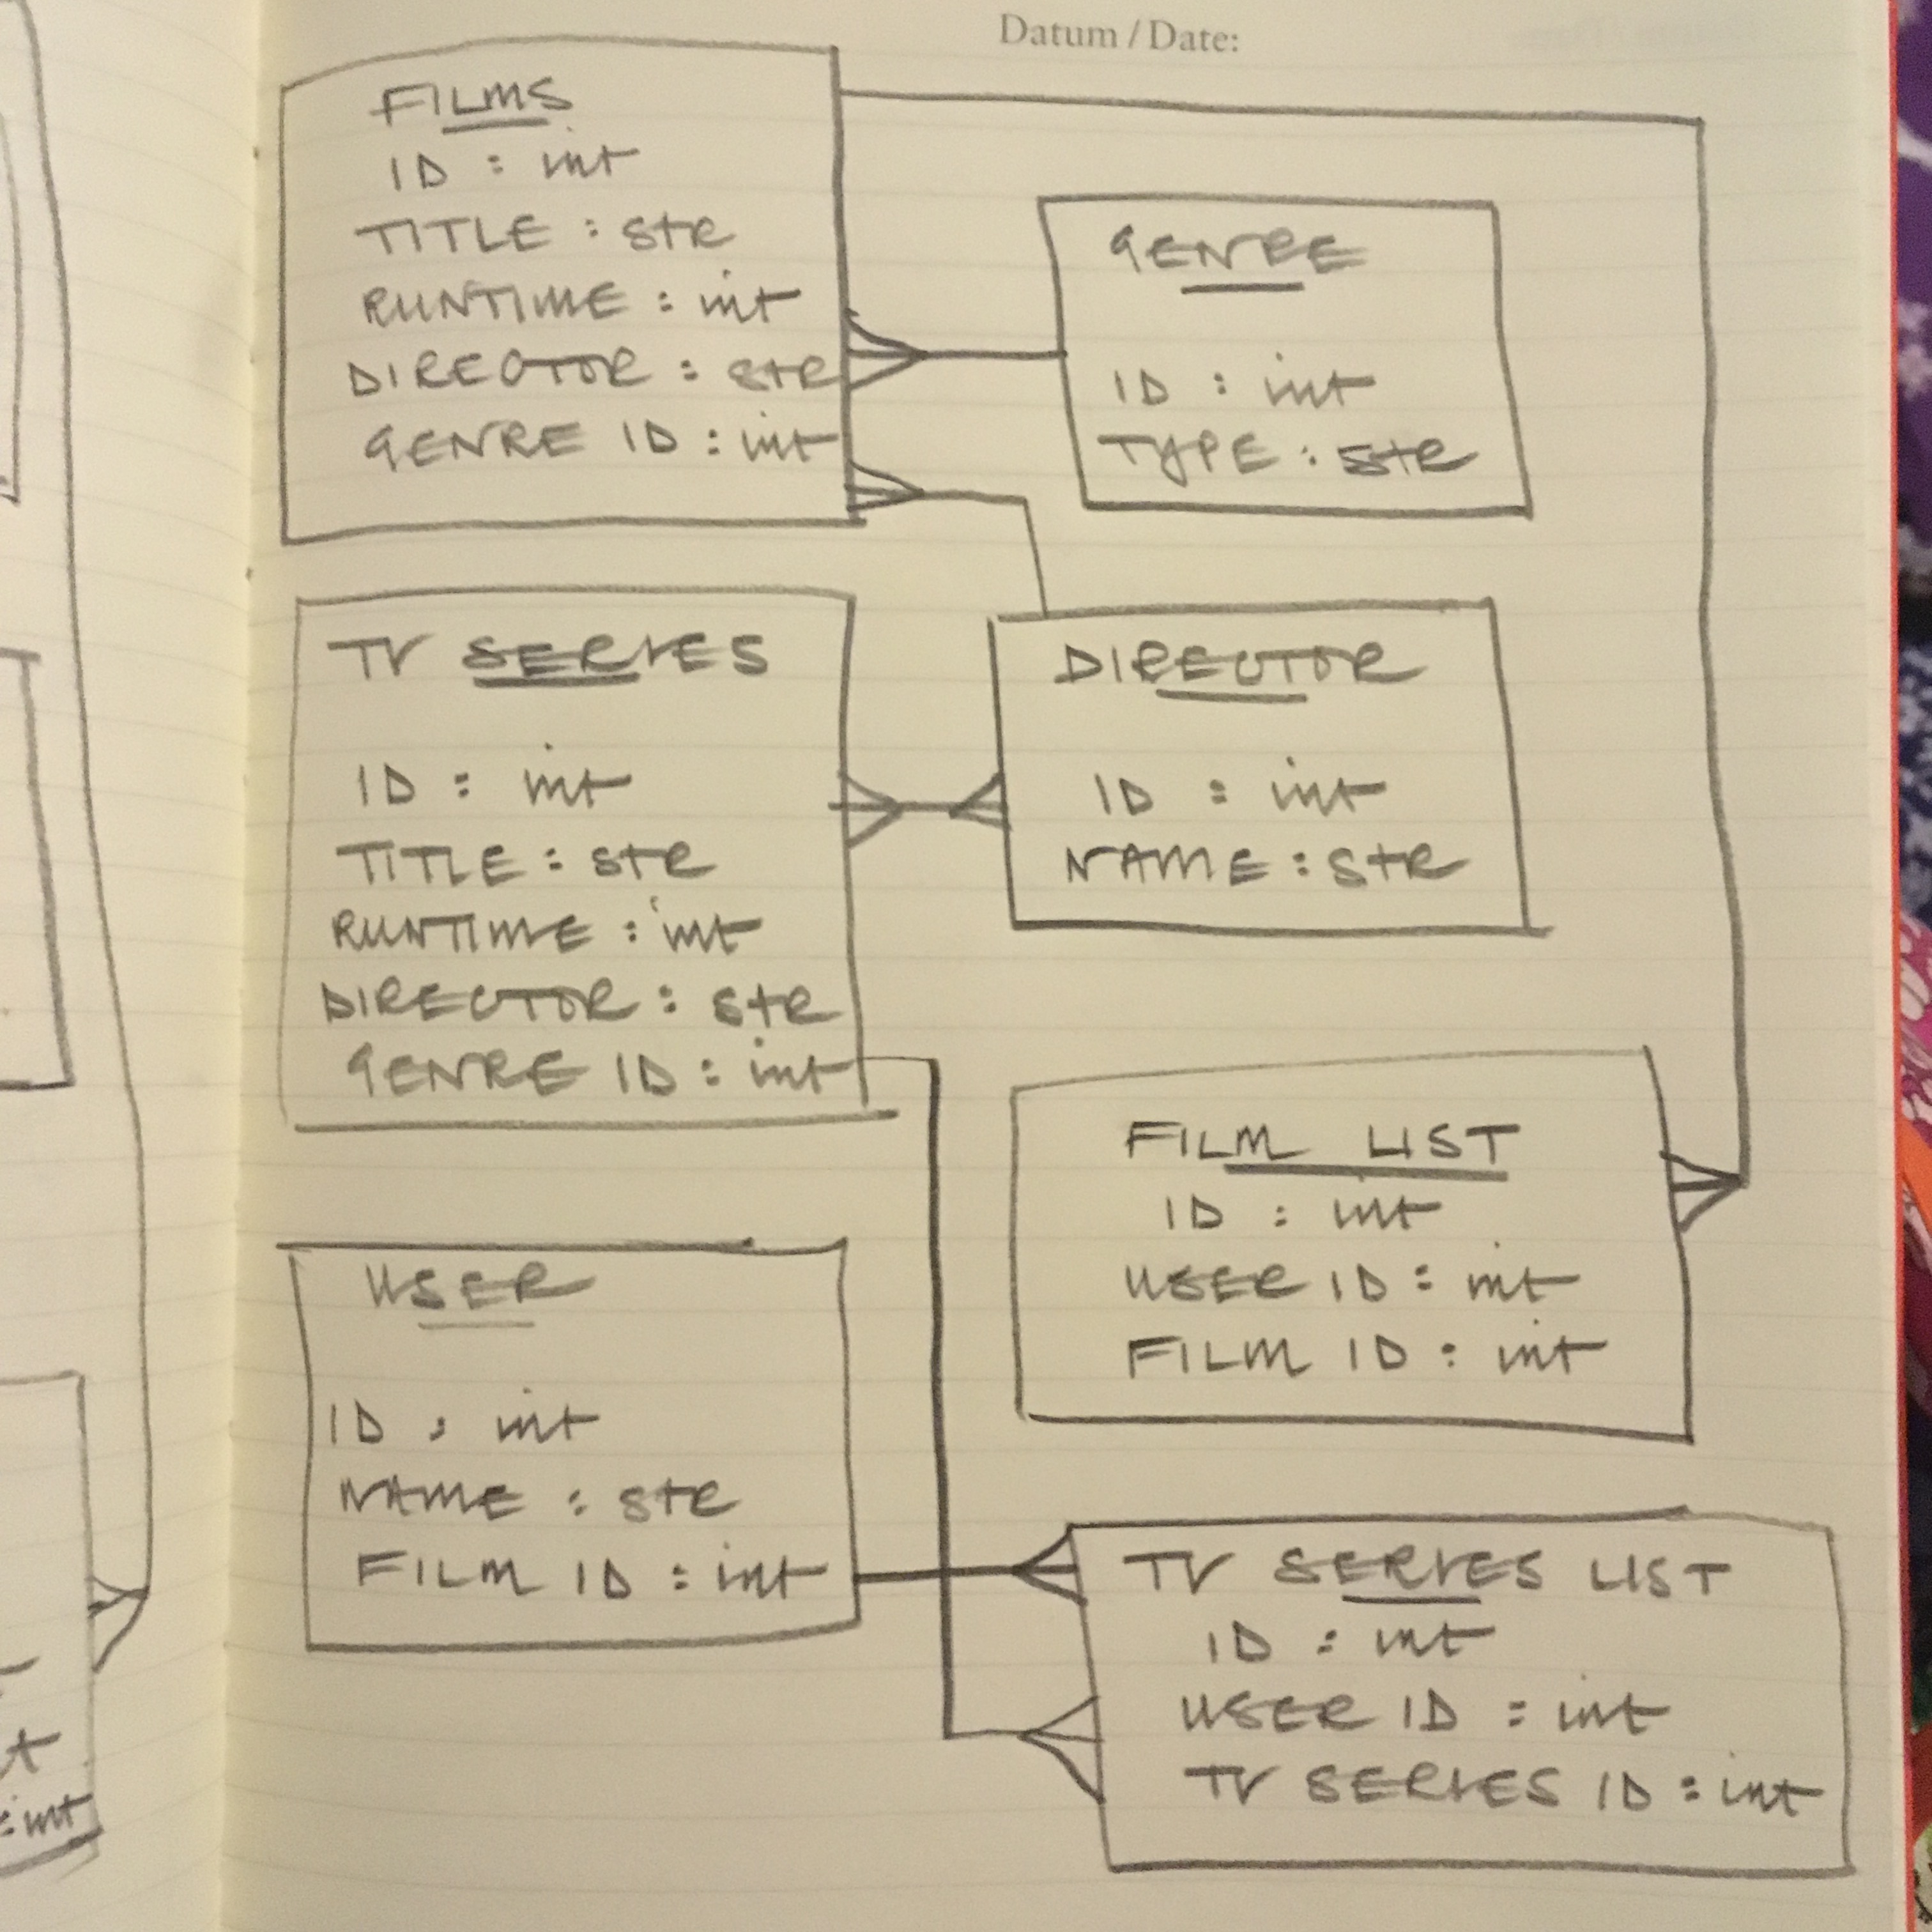 Datum / Date:
FILMS
ID : int
TITLE : str
RUNTIME : int
DIRECTOR : str
GENRE ID : int
GENRE
ID : int
TYPE : str
TV SERIES
ID : int
TITLE : str
RUNTIME : int
DIRECTOR : str
GENRE ID : int
DIRECTOR
ID : int
NAME : str
FILM LIST
ID : int
USER ID : int
FILM ID : int
USER
ID : int
NAME : str
FILM ID : int
TV SERIES LIST
ID : int
USER ID : int
TV SERIES ID : int
: int